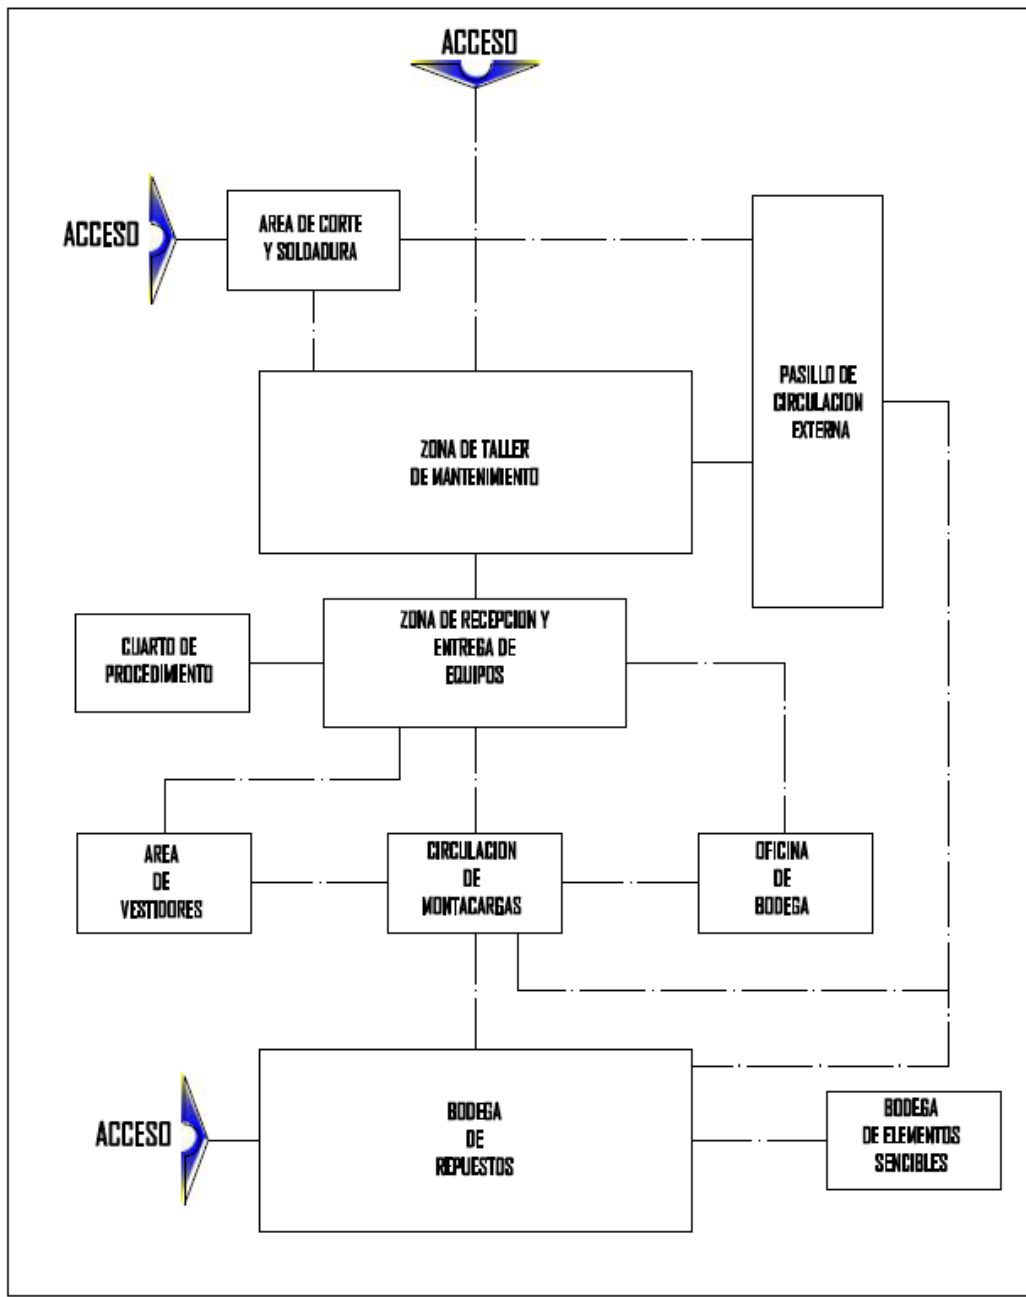 ACCESO
ACCESO
AREA DE CORTE
Y SOLDADURA
PASILLO DE
CIRCULACION
EXTERNA
ZONA DE TALLER
DE MANTENIMIENTO
ZONA DE RECEPCION Y
ENTREGA DE
EQUIPOS
CUARTO DE
PROCEDIMIENTO
AREA
DE
VESTIDORES
CIRCULACION
DE
MONTACARGAS
OFICINA
DE
BODEGA
ACCESO
BODEGA
DE
REPUESTOS
BODEGA
DE ELEMENTOS
SENCIBLES